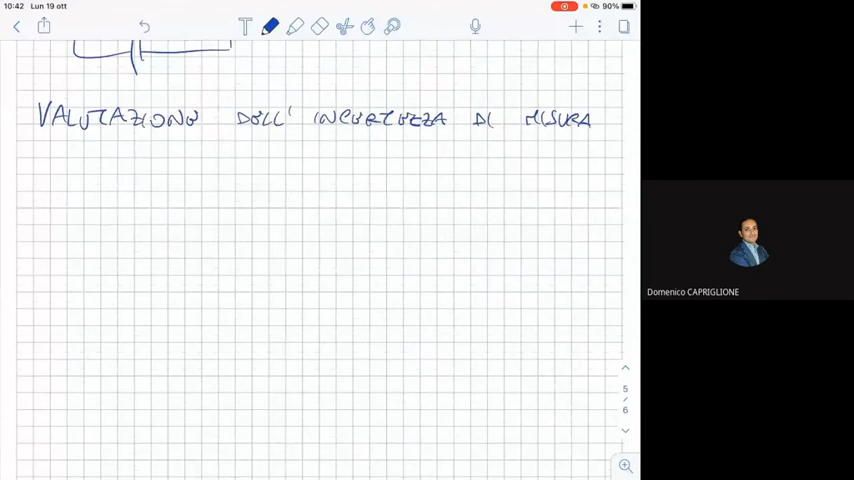 10:42 Lun 19 ott
90%
VALUTAZIONE DELL' INCERTEZZA DI MISURA
Domenico CAPRIGLIONE
5
/
6